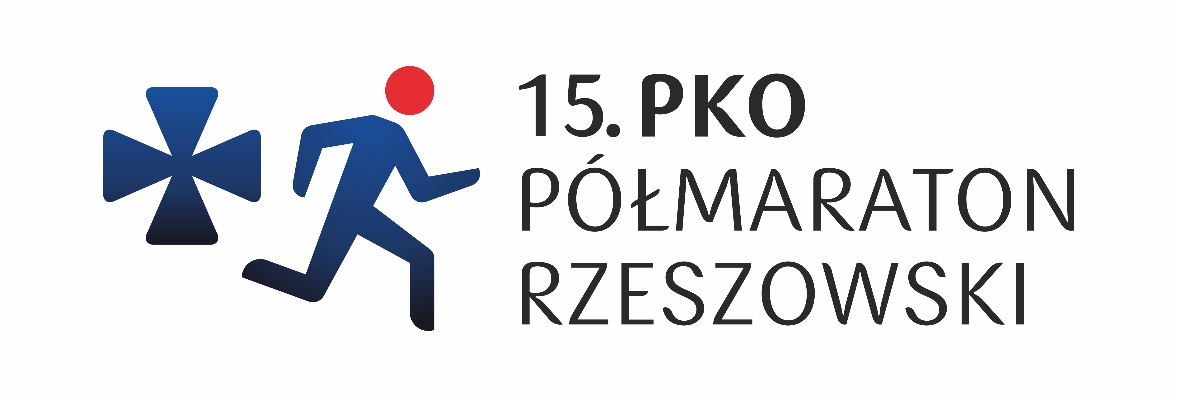 15. PKO
PÓŁMARATON
RZESZOWSKI